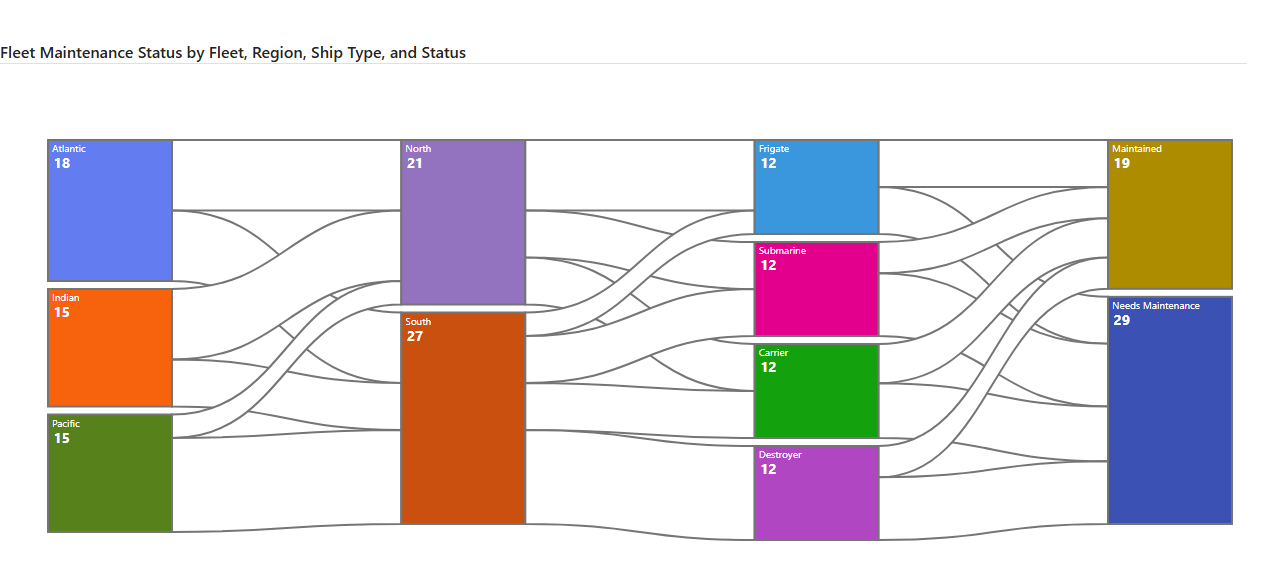 Fleet Maintenance Status by Fleet, Region, Ship Type, and Status
Atlantic
18
Indian
15
Pacific
15
North
21
South
27
Frigate
12
Submarine
12
Carrier
12
Destroyer
12
Maintained
19
Needs Maintenance
29